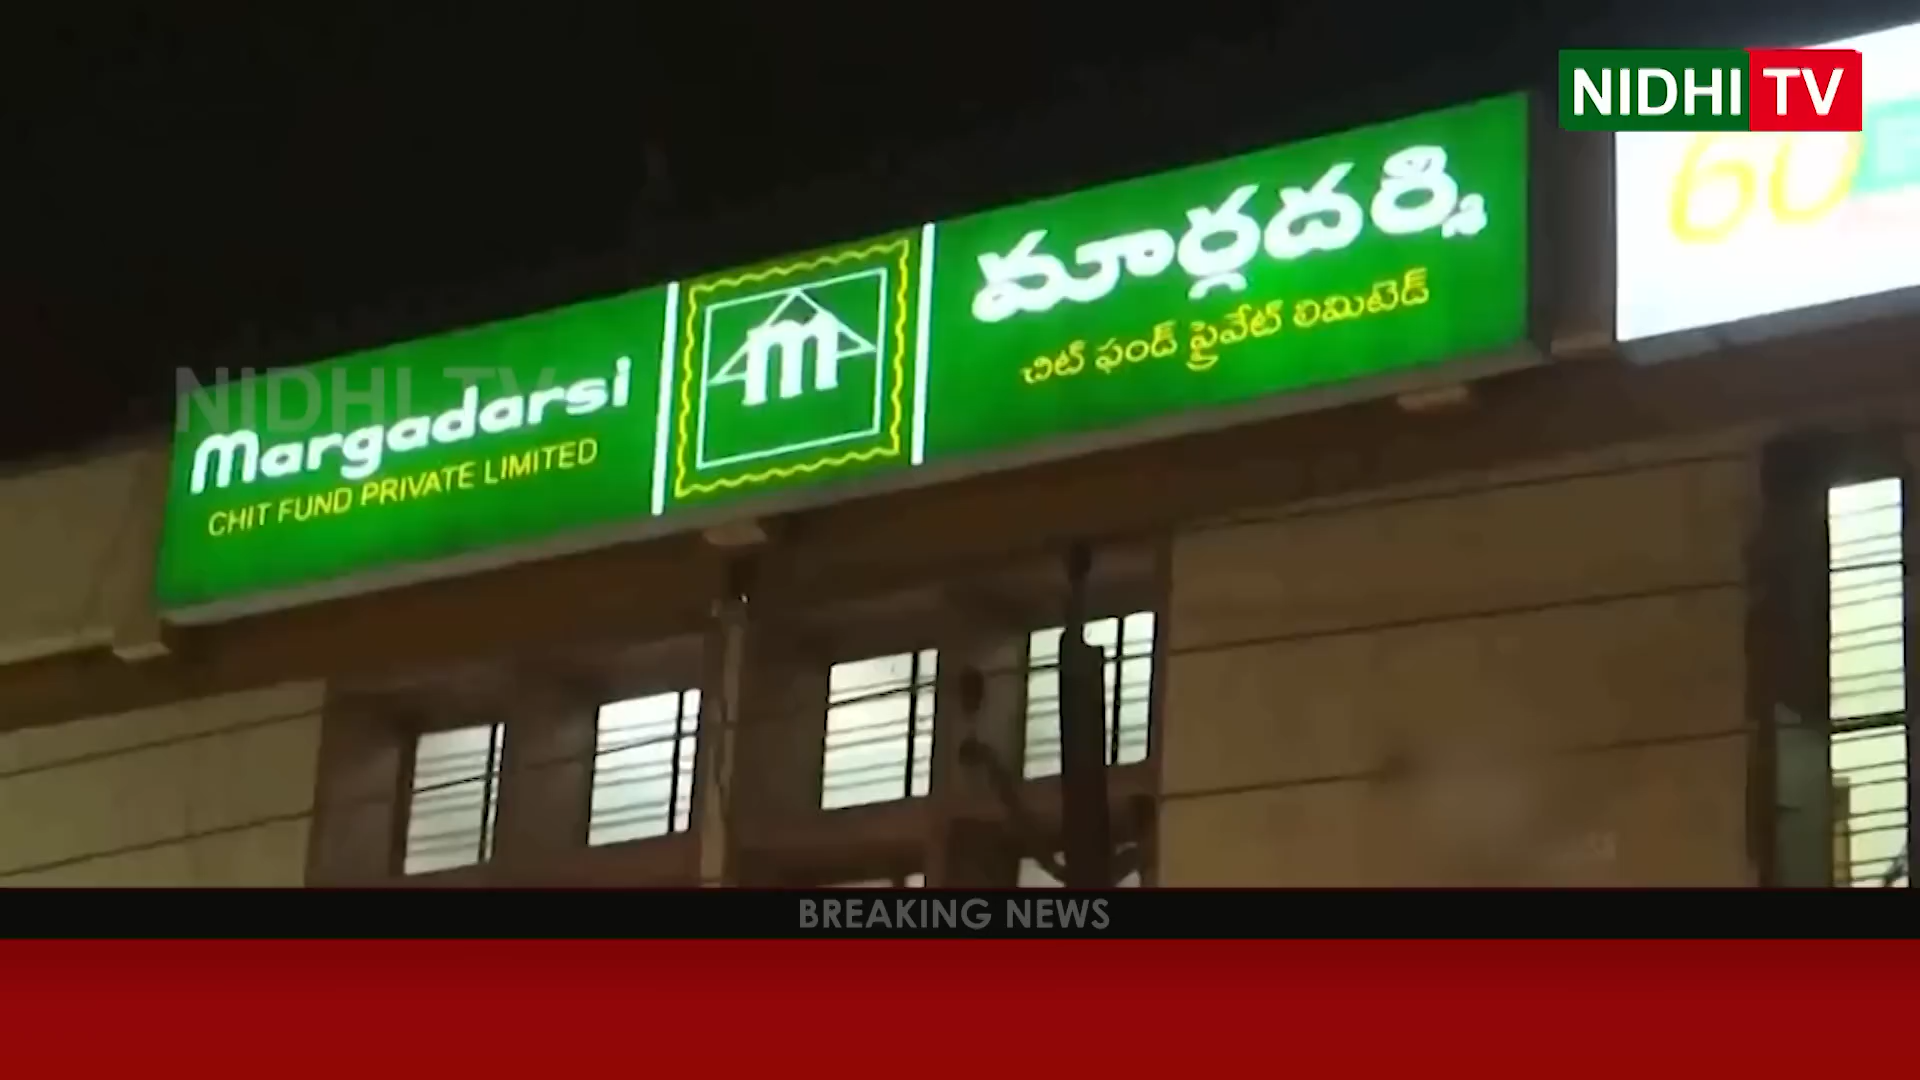 NIDHI TV
60
NIDHI TV
Margadarsi
CHIT FUND PRIVATE LIMITED
m
మార్గదర్శి
చిట్ ఫండ్ ప్రైవేట్ లిమిటెడ్
BREAKING NEWS